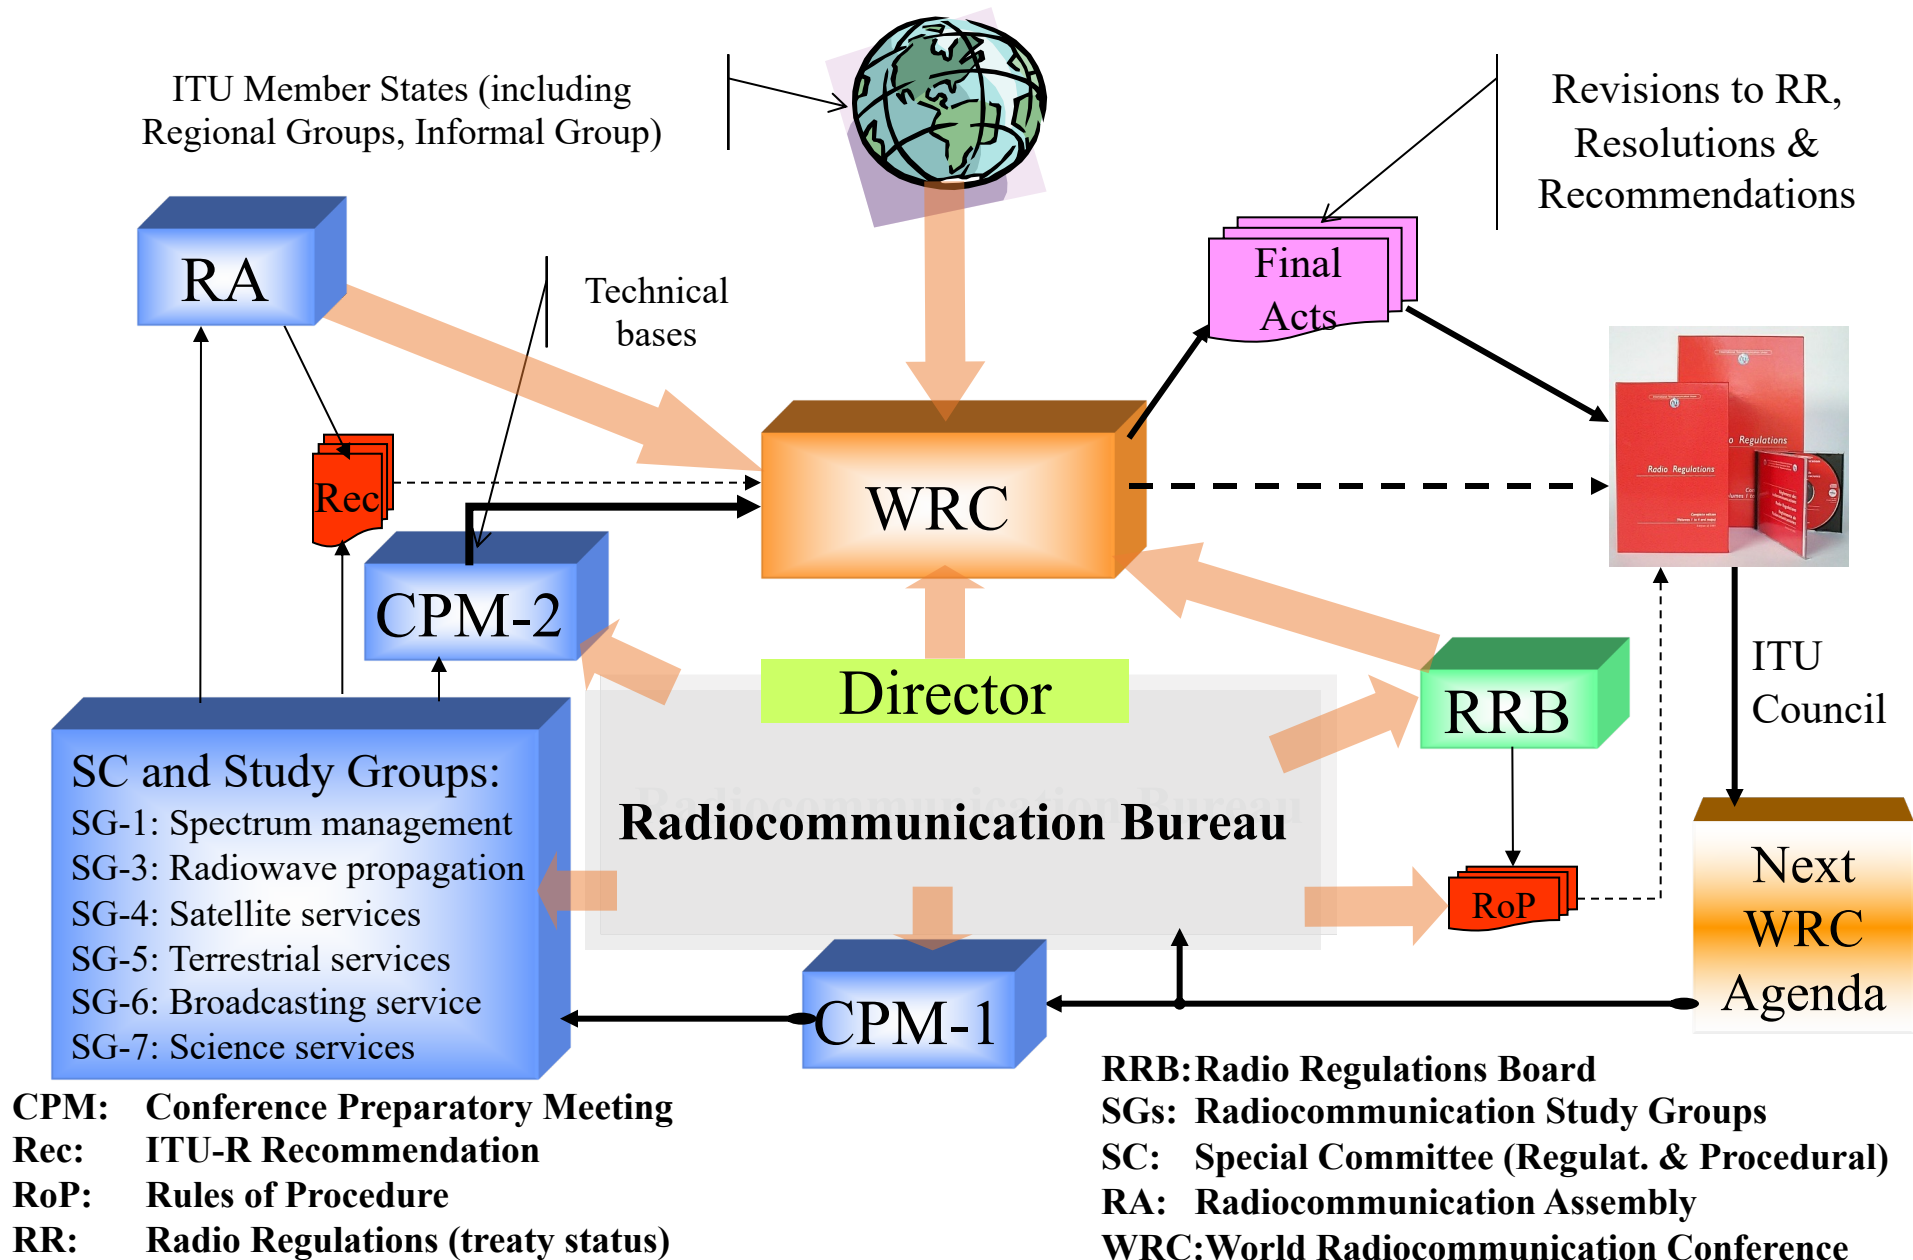 ITU Member States (including
Regional Groups, Informal Group)
Revisions to RR,
Resolutions &
Recommendations
RA
Technical
bases
Final
Acts
Rec
WRC
Radio Regulations
Radio Regulations
CPM-2
Director
RRB
ITU
Council
Radiocommunication Bureau
SC and Study Groups:
SG-1: Spectrum management
SG-3: Radiowave propagation
SG-4: Satellite services
SG-5: Terrestrial services
SG-6: Broadcasting service
SG-7: Science services
RoP
Next
WRC
Agenda
CPM-1
CPM: Conference Preparatory Meeting
Rec: ITU-R Recommendation
RoP: Rules of Procedure
RR: Radio Regulations (treaty status)
RRB:Radio Regulations Board
SGs: Radiocommunication Study Groups
SC: Special Committee (Regulat. & Procedural)
RA: Radiocommunication Assembly
WRC:World Radiocommunication Conference